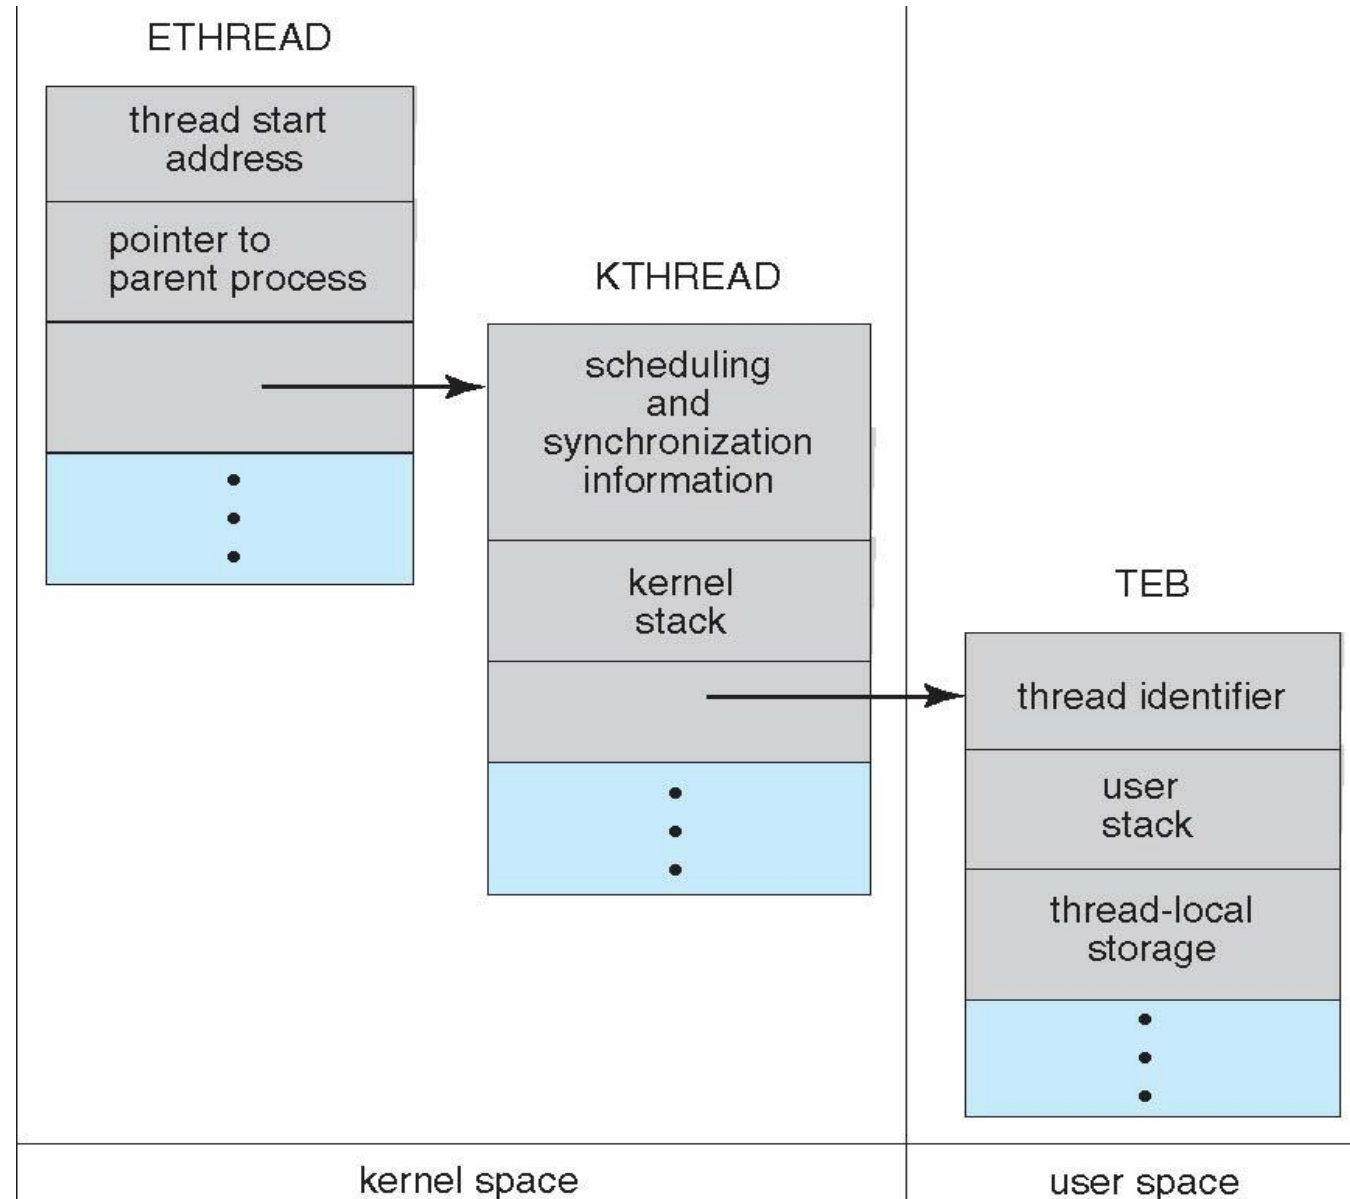 ETHREAD
thread start
address
pointer to
parent process
KTHREAD
scheduling
and
synchronization
information
kernel
stack
TEB
thread identifier
user
stack
thread-local
storage
kernel space
user space